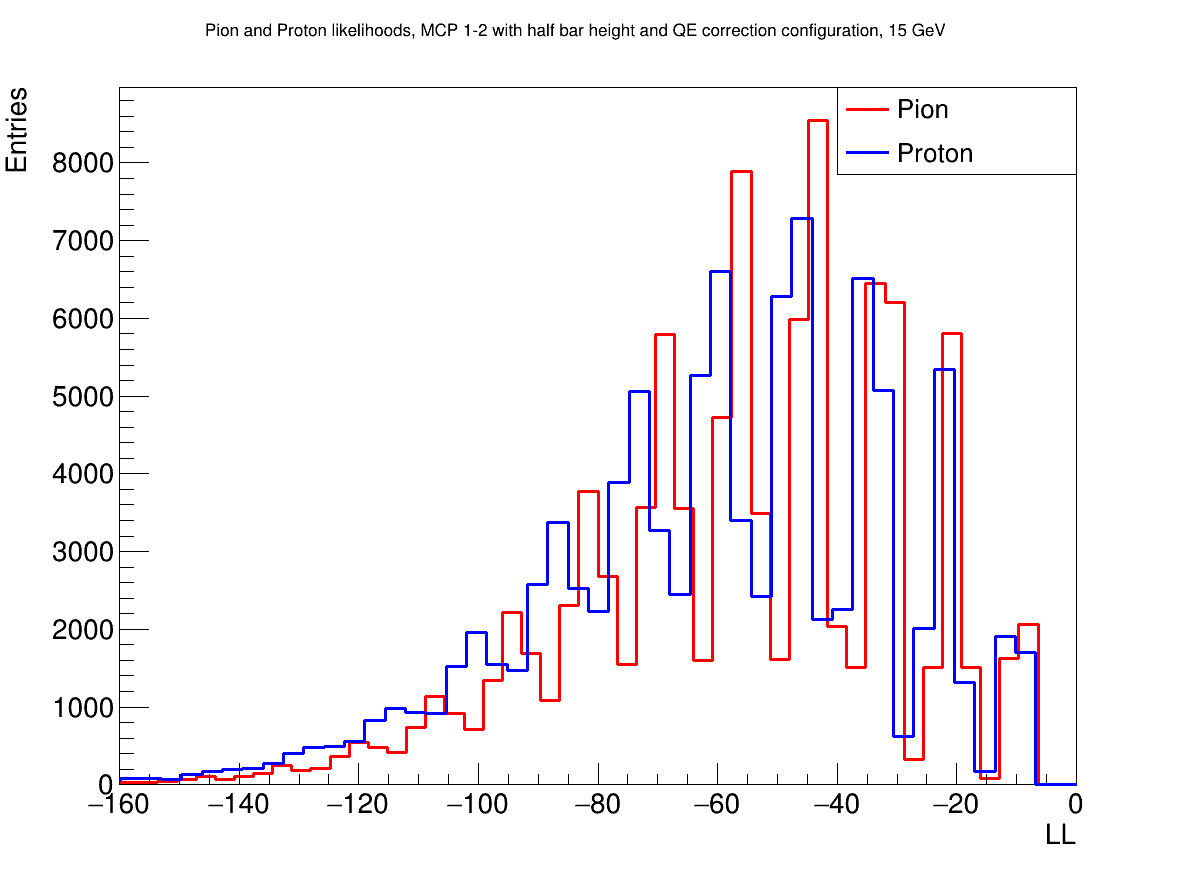 Pion and Proton likelihoods, MCP 1-2 with half bar height and QE correction configuration, 15 GeV
Entries
Pion
Proton
8000
7000
6000
5000
4000
3000
2000
1000
0
−160 −140 −120 −100 −80 −60 −40 −20 0
LL